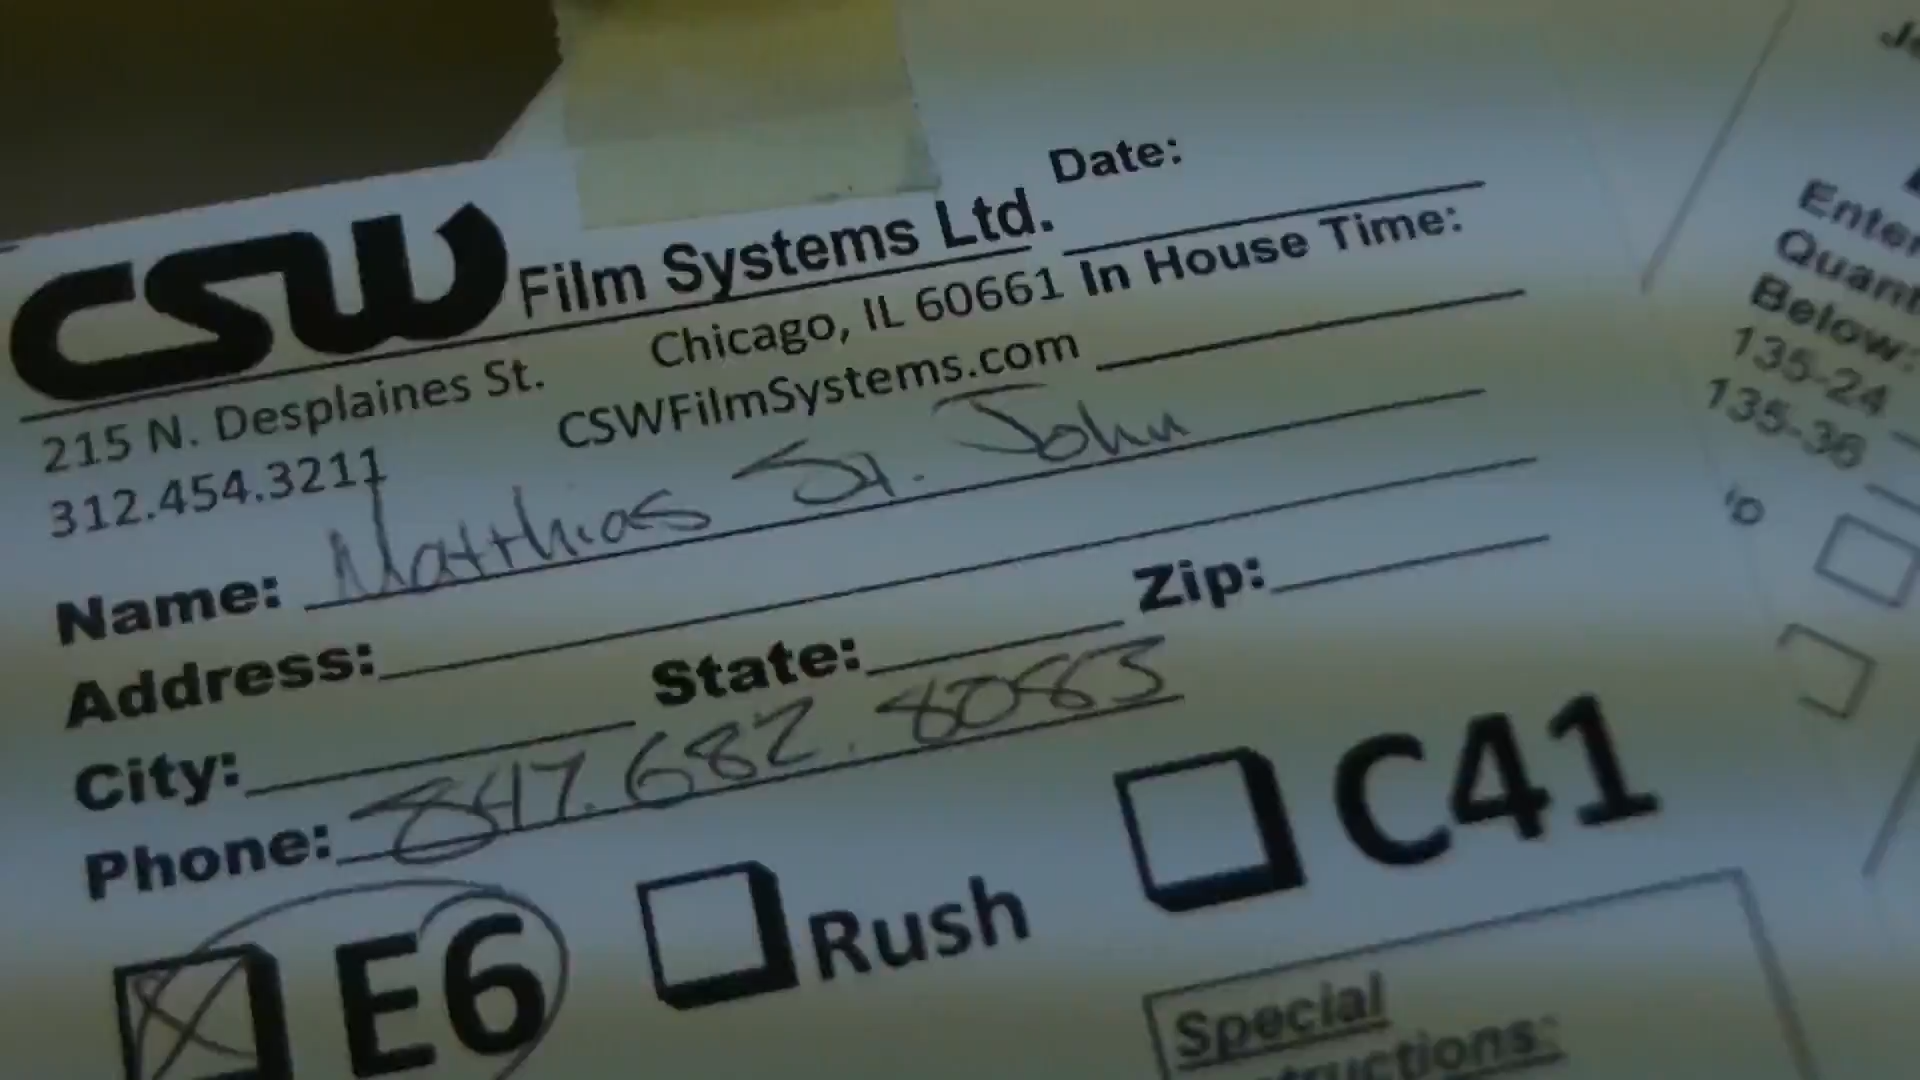 CSW Film Systems Ltd.
Date:
215 N. Desplaines St. Chicago, IL 60661
In House Time:
312.454.3211 CSWFilmSystems.com
Name: Matthias St. John
Address:
City: State: Zip:
Phone: 847.682.8083
E6 Rush C41
Special
Enter
Below:
135-24
135-36